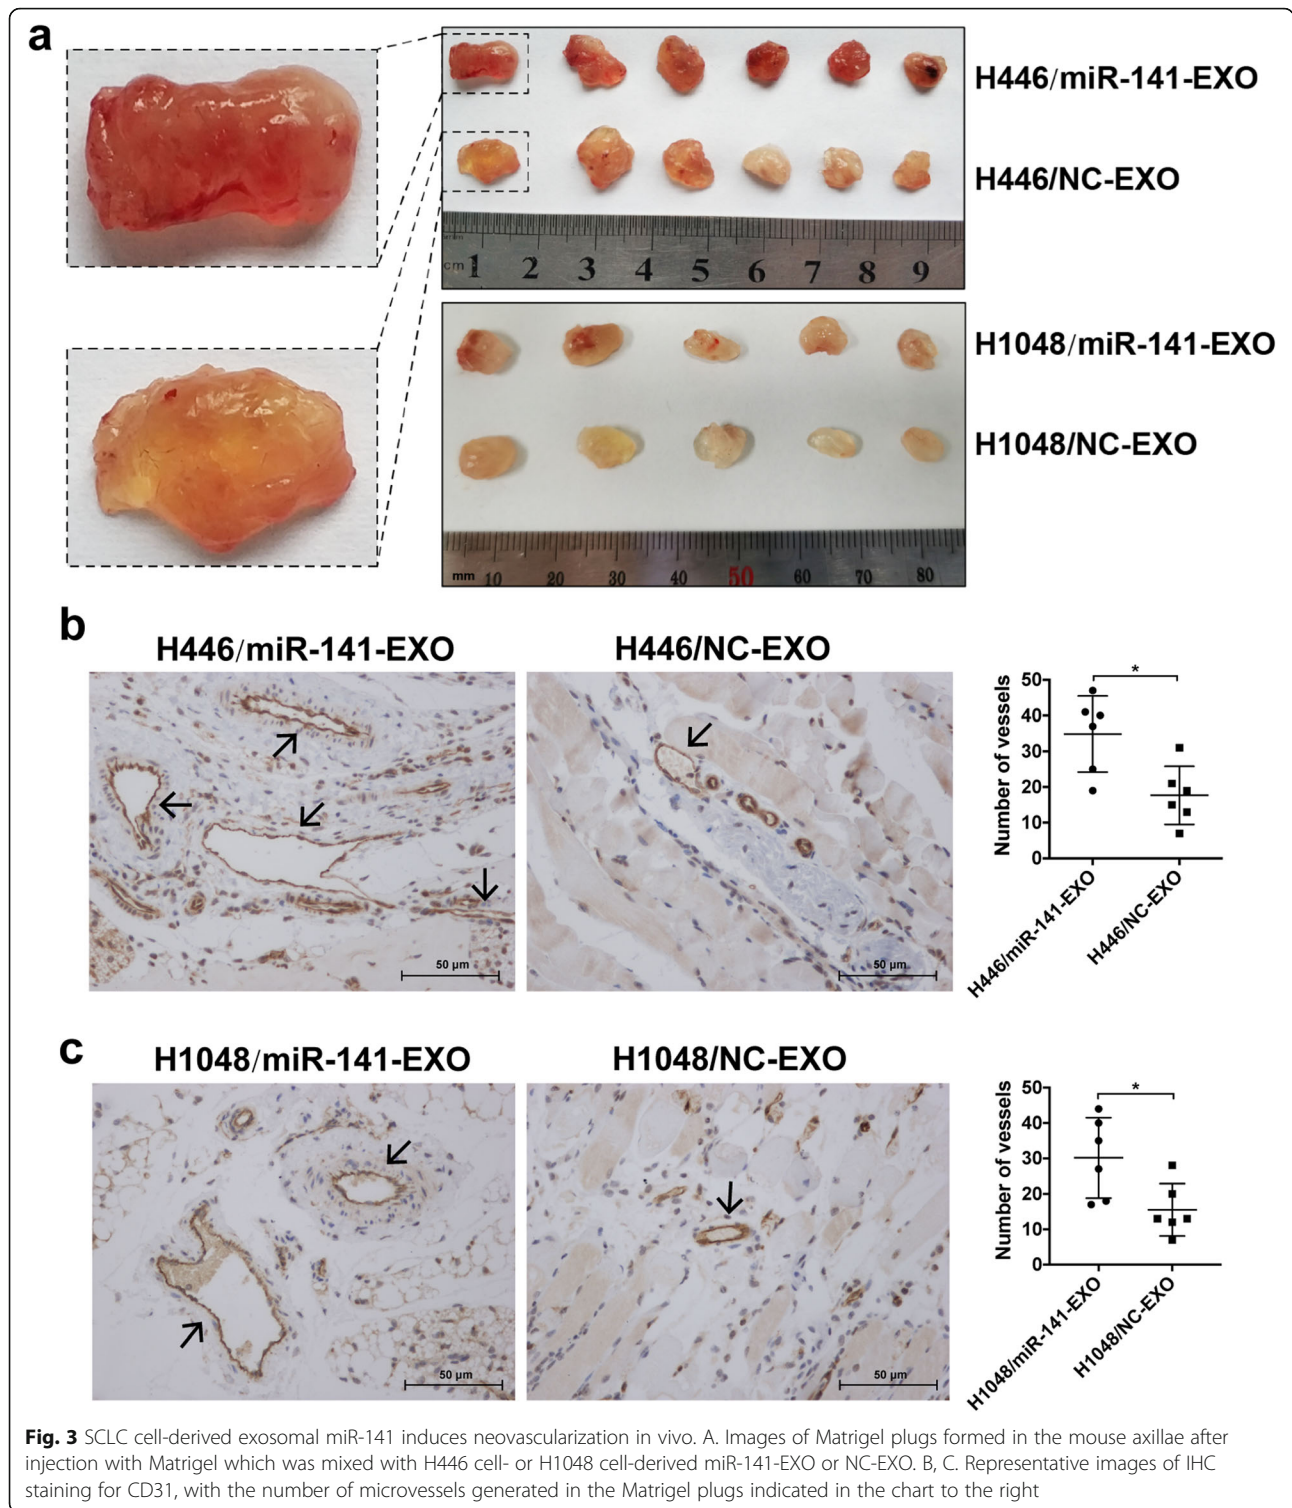 a
H446/miR-141-EXO
H446/NC-EXO
cm 1 2 3 4 5 6 7 8 9
H1048/miR-141-EXO
H1048/NC-EXO
mm 10 20 30 40 50 60 70 80
b
H446/miR-141-EXO
H446/NC-EXO
50 µm
50 µm
Number of vessels
50
40
30
20
10
0
*
H446/miR-141-EXO
H446/NC-EXO
c
H1048/miR-141-EXO
H1048/NC-EXO
50 µm
50 µm
Number of vessels
50
40
30
20
10
0
*
H1048/miR-141-EXO
H1048/NC-EXO
Fig. 3 SCLC cell-derived exosomal miR-141 induces neovascularization in vivo. A. Images of Matrigel plugs formed in the mouse axillae after
injection with Matrigel which was mixed with H446 cell- or H1048 cell-derived miR-141-EXO or NC-EXO. B, C. Representative images of IHC
staining for CD31, with the number of microvessels generated in the Matrigel plugs indicated in the chart to the right